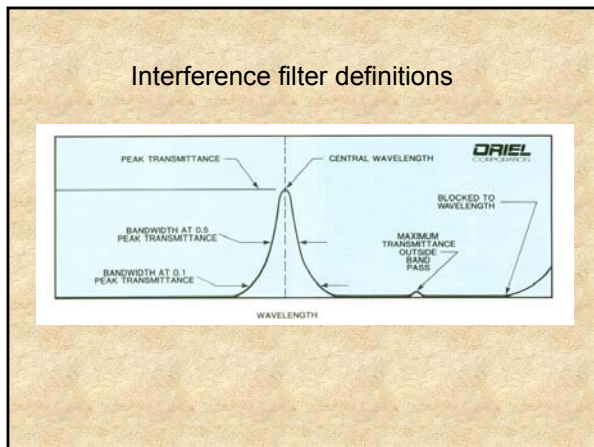 Interference filter definitions
ORIEL
CORPORATION
PEAK TRANSMITTANCE
CENTRAL WAVELENGTH
BLOCKED TO
WAVELENGTH
BANDWIDTH AT 0.5
PEAK TRANSMITTANCE
MAXIMUM
TRANSMITTANCE
OUTSIDE
BAND
PASS
BANDWIDTH AT 0.1
PEAK TRANSMITTANCE
WAVELENGTH